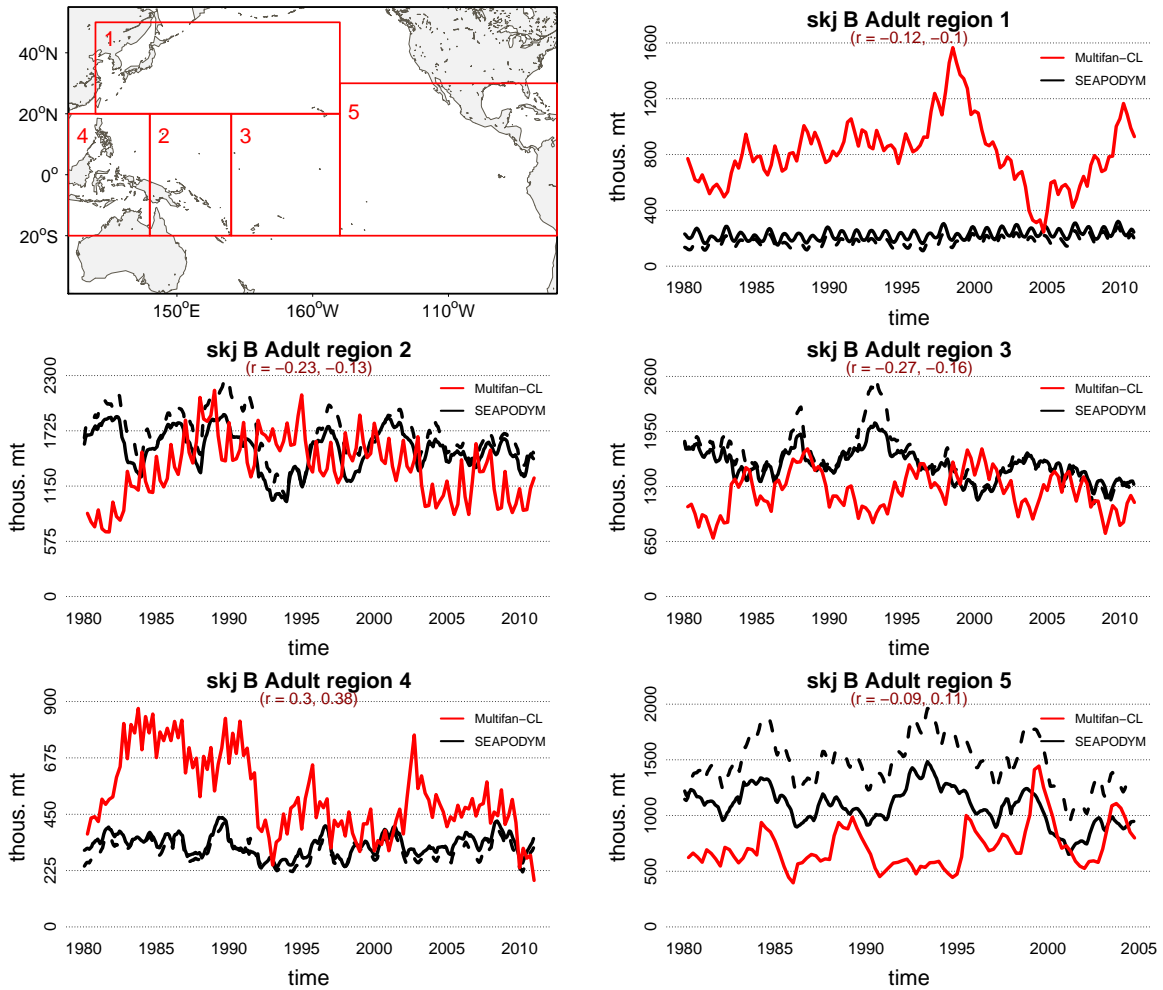 40°N
20°N
0°
20°S
150°E
160°W
110°W
1
5
4
2
3
skj B Adult region 1
(r = −0.12, −0.1)
Multifan−CL
SEAPODYM
thous. mt
1600
1200
800
400
0
1980
1985
1990
1995
2000
2005
2010
time
skj B Adult region 2
(r = −0.23, −0.13)
Multifan−CL
SEAPODYM
thous. mt
2300
1725
1150
575
0
1980
1985
1990
1995
2000
2005
2010
time
skj B Adult region 3
(r = −0.27, −0.16)
Multifan−CL
SEAPODYM
thous. mt
2600
1950
1300
650
0
1980
1985
1990
1995
2000
2005
2010
time
skj B Adult region 4
(r = 0.3, 0.38)
Multifan−CL
SEAPODYM
thous. mt
900
675
450
225
0
1980
1985
1990
1995
2000
2005
2010
time
skj B Adult region 5
(r = −0.09, 0.11)
Multifan−CL
SEAPODYM
thous. mt
2000
1500
1000
500
0
1980
1985
1990
1995
2000
2005
time